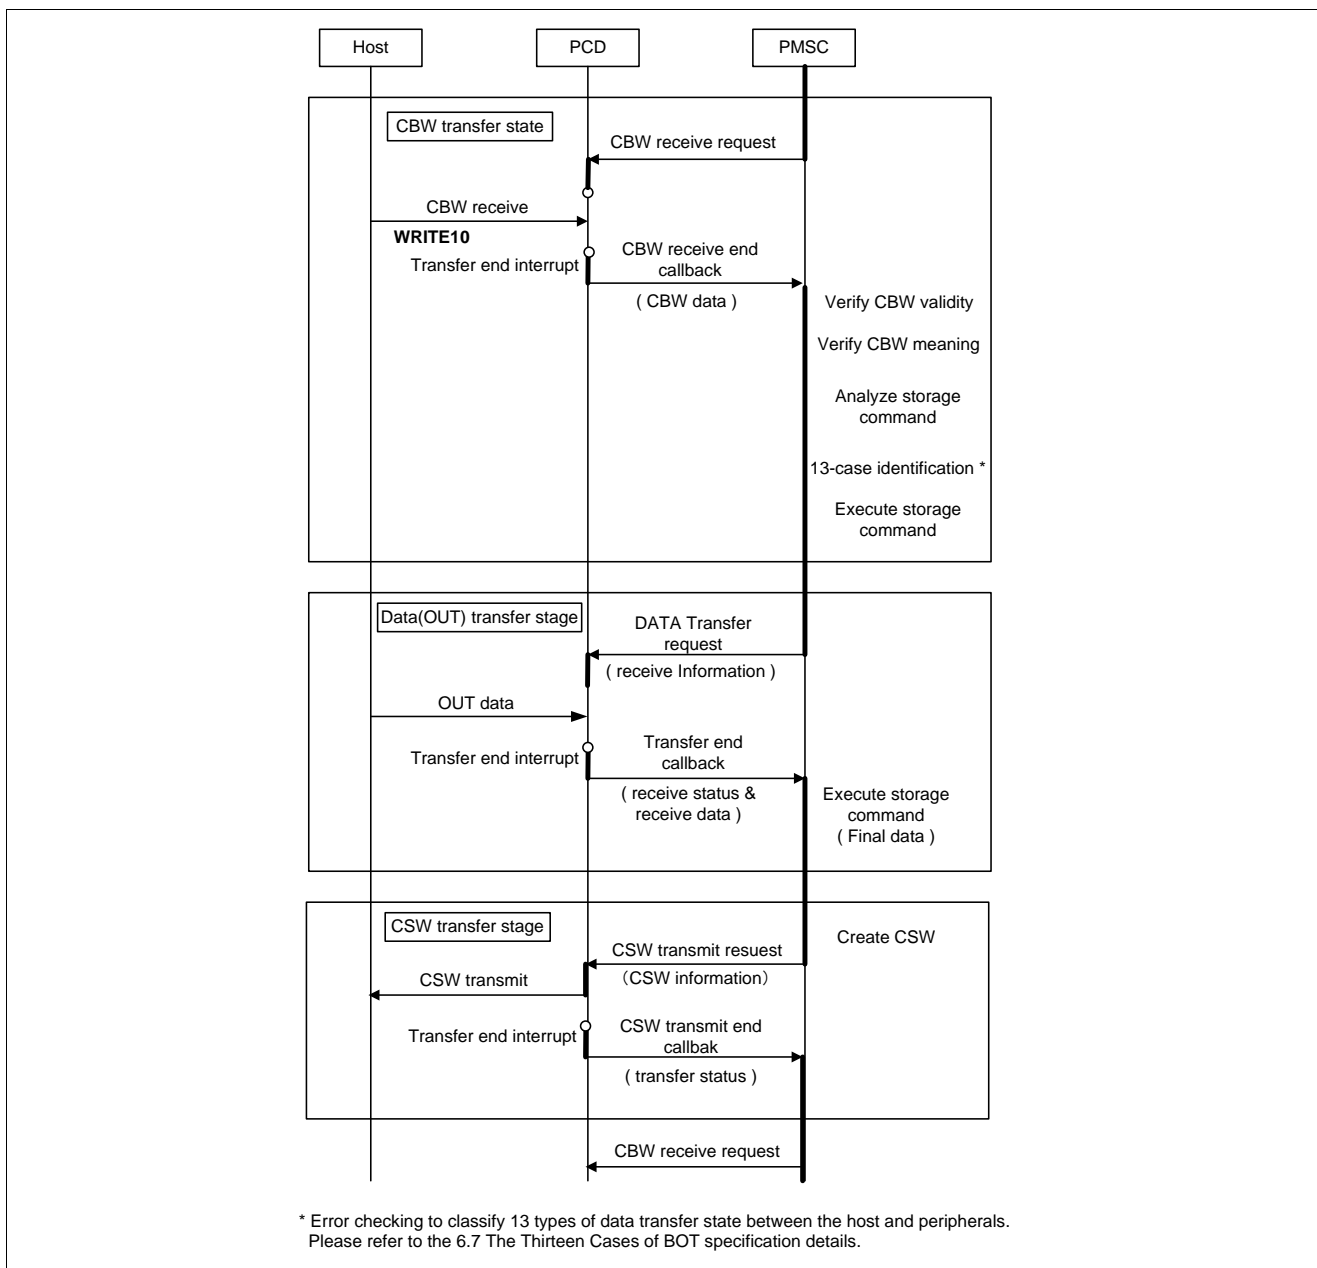 Host
PCD
PMSC
CBW transfer state
CBW receive request
CBW receive
WRITE10
Transfer end interrupt
CBW receive end
callback
( CBW data )
Verify CBW validity
Verify CBW meaning
Analyze storage
command
13-case identification *
Execute storage
command
Data(OUT) transfer stage
DATA Transfer
request
( receive Information )
OUT data
Transfer end interrupt
Transfer end
callback
( receive status &
receive data )
Execute storage
command
( Final data )
CSW transfer stage
Create CSW
CSW transmit resuest
（CSW information）
CSW transmit
Transfer end interrupt
CSW transmit end
callbak
( transfer status )
CBW receive request
* Error checking to classify 13 types of data transfer state between the host and peripherals.
Please refer to the 6.7 The Thirteen Cases of BOT specification details.